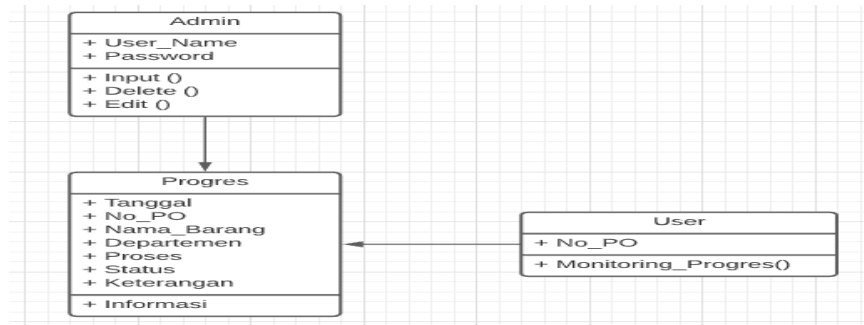 Admin
+ User_Name
+ Password
+ Input ()
+ Delete ()
+ Edit ()
Progres
+ Tanggal
+ No_PO
+ Nama_Barang
+ Departemen
+ Proses
+ Status
+ Keterangan
+ Informasi
User
+ No_PO
+ Monitoring_Progres()